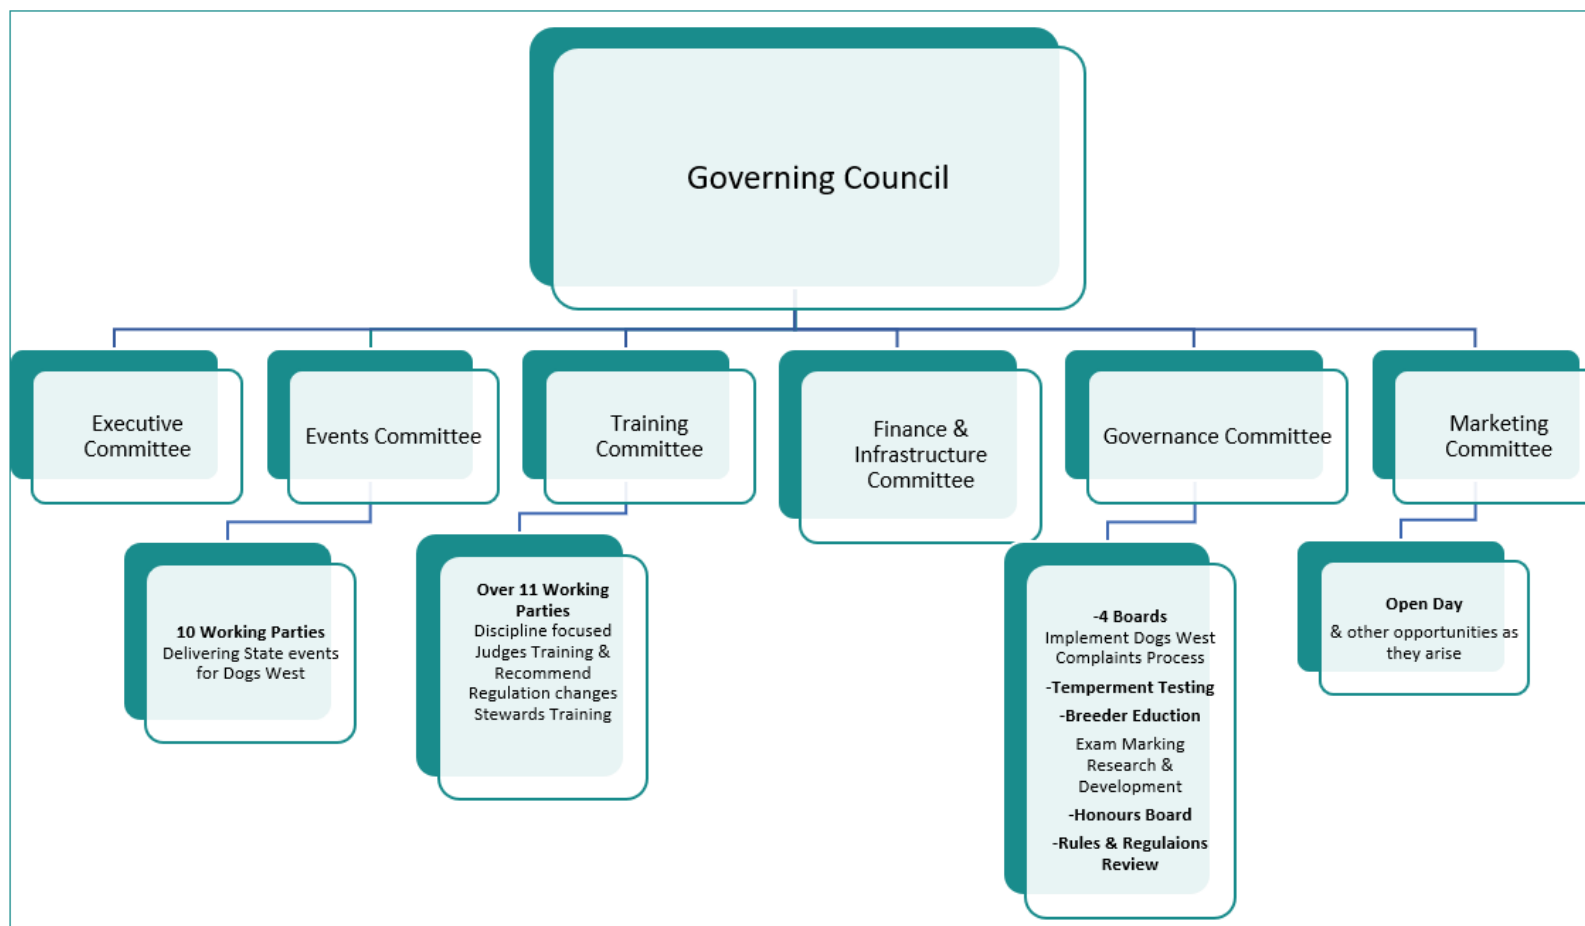 Governing Council
Executive
Committee
Events Committee
Training
Committee
Finance &
Infrastructure
Committee
Governance Committee
Marketing
Committee
10 Working Parties
Delivering State events
for Dogs West
Over 11 Working
Parties
Discipline focused
Judges Training &
Recommend
Regulation changes
Stewards Training
-4 Boards
Implement Dogs West
Complaints Process
-Temperment Testing
-Breeder Eduction
Exam Marking
Research &
Development
-Honours Board
-Rules & Regulaions
Review
Open Day
& other opportunities as
they arise